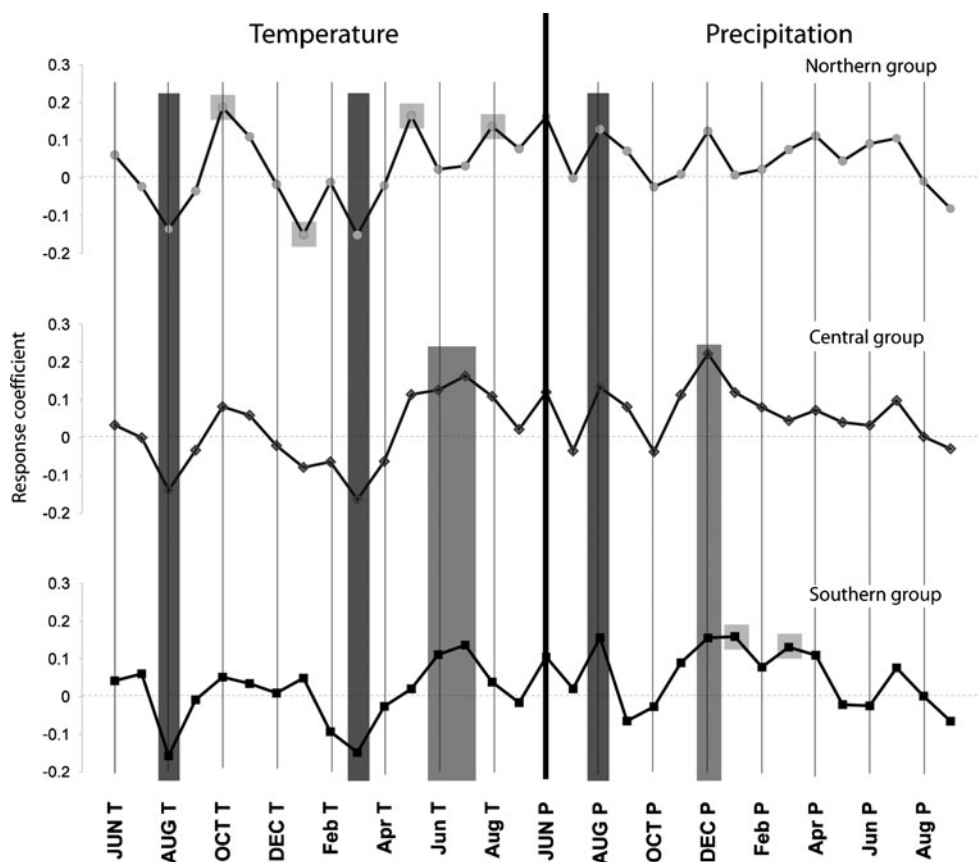 Temperature
Precipitation
Northern group
0.3
0.2
0.1
0
-0.1
-0.2
Central group
0.3
0.2
0.1
0
-0.1
-0.2
Response coefficient
Southern group
0.3
0.2
0.1
0
-0.1
-0.2
JUN T
AUG T
OCT T
DEC T
Feb T
Apr T
Jun T
Aug T
JUN P
AUG P
OCT P
DEC P
Feb P
Apr P
Jun P
Aug P